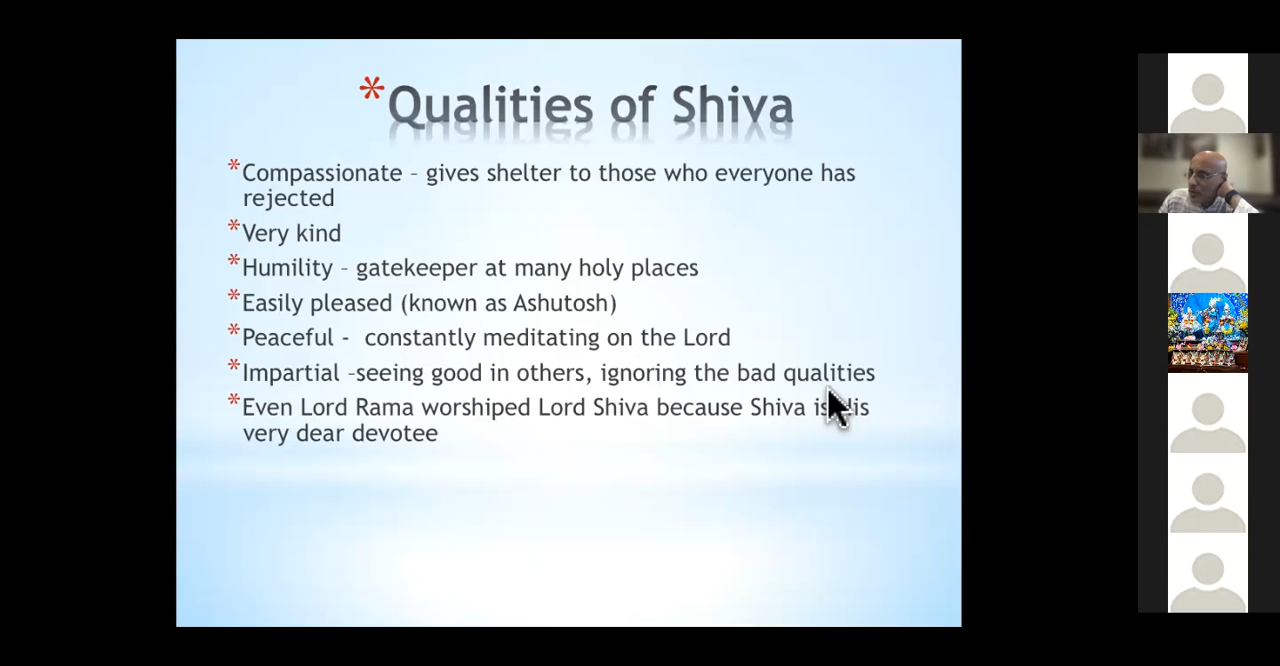 *Qualities of Shiva
*Compassionate – gives shelter to those who everyone has
rejected
*Very kind
*Humility – gatekeeper at many holy places
*Easily pleased (known as Ashutosh)
*Peaceful -  constantly meditating on the Lord
*Impartial –seeing good in others, ignoring the bad qualities
*Even Lord Rama worshiped Lord Shiva because Shiva is
very dear devotee